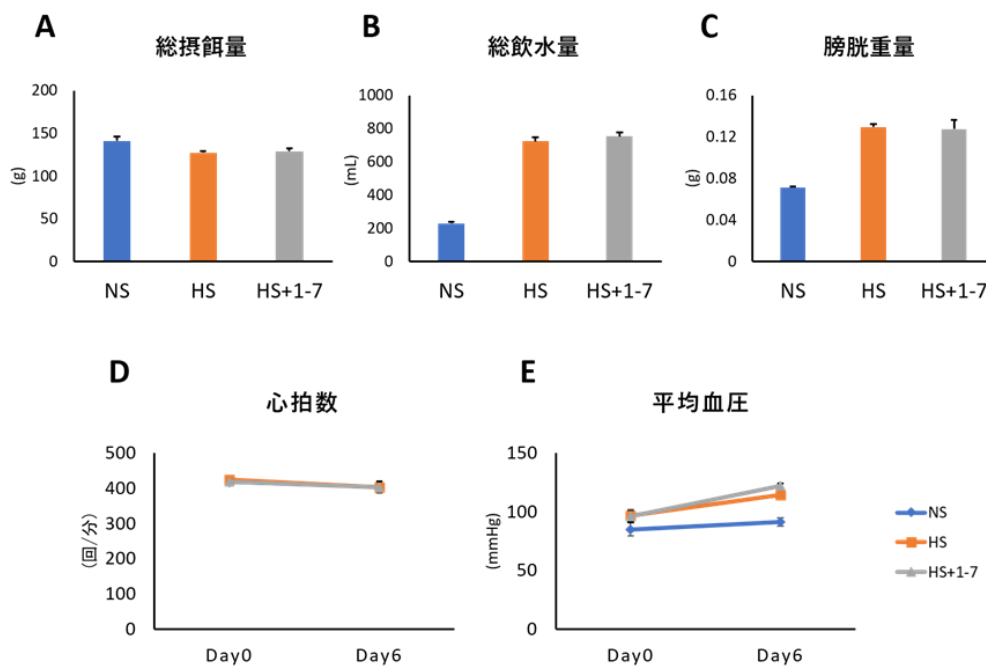 A
総摂餌量
200
150
100
50
0
(g)
NS HS HS+1-7
B
総飲水量
1000
800
600
400
200
0
(mL)
NS HS HS+1-7
C
膀胱重量
0.16
0.12
0.08
0.04
0
(g)
NS HS HS+1-7
D
心拍数
500
400
300
200
100
0
(回/分)
Day0 Day6
E
平均血圧
150
100
50
0
(mmHg)
Day0 Day6
NS
HS
HS+1-7